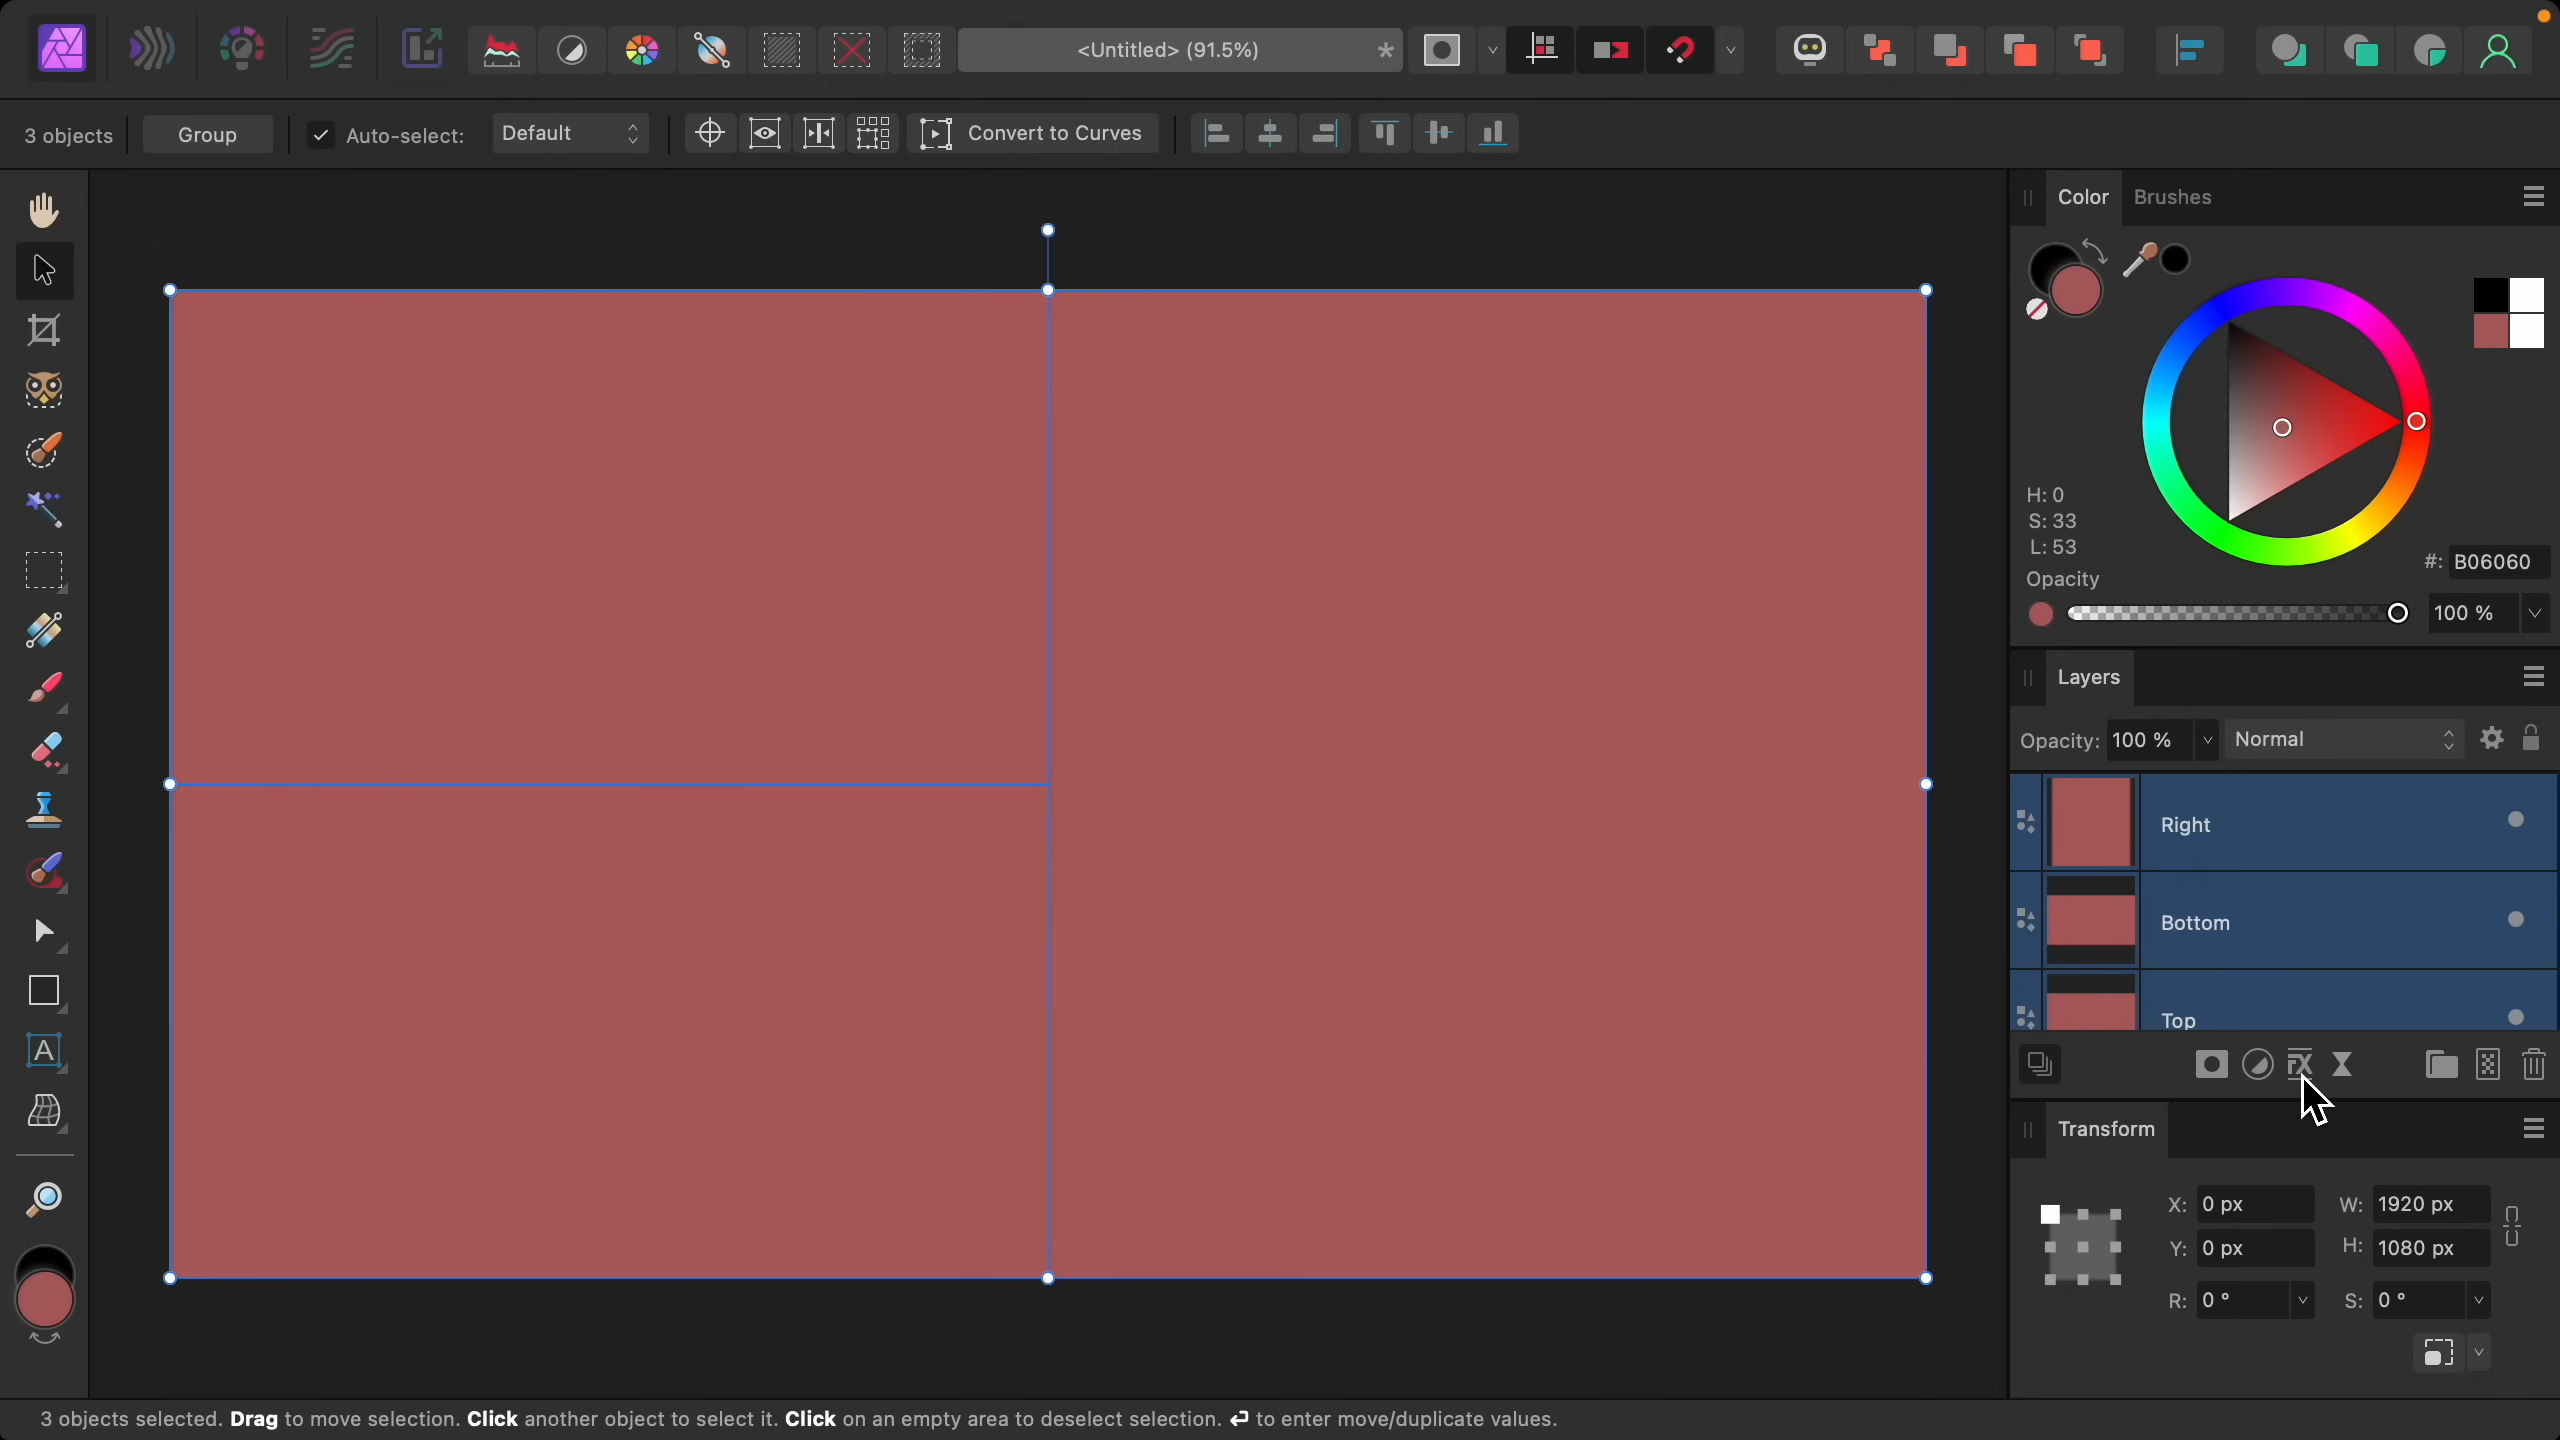 <Untitled> (91.5%) *
3 objects Group Auto-select: Default Convert to Curves
Color Brushes
H: 0
S: 33
L: 53
#: B06060
Opacity
100 %
Layers
Opacity: 100 % Normal
Right
Bottom
FX
Top
A
Transform
X: 0 px W: 1920 px
Y: 0 px H: 1080 px
R: 0 ° S: 0 °
3 objects selected. Drag to move selection. Click another object to select it. Click on an empty area to deselect selection. ↵ to enter move/duplicate values.